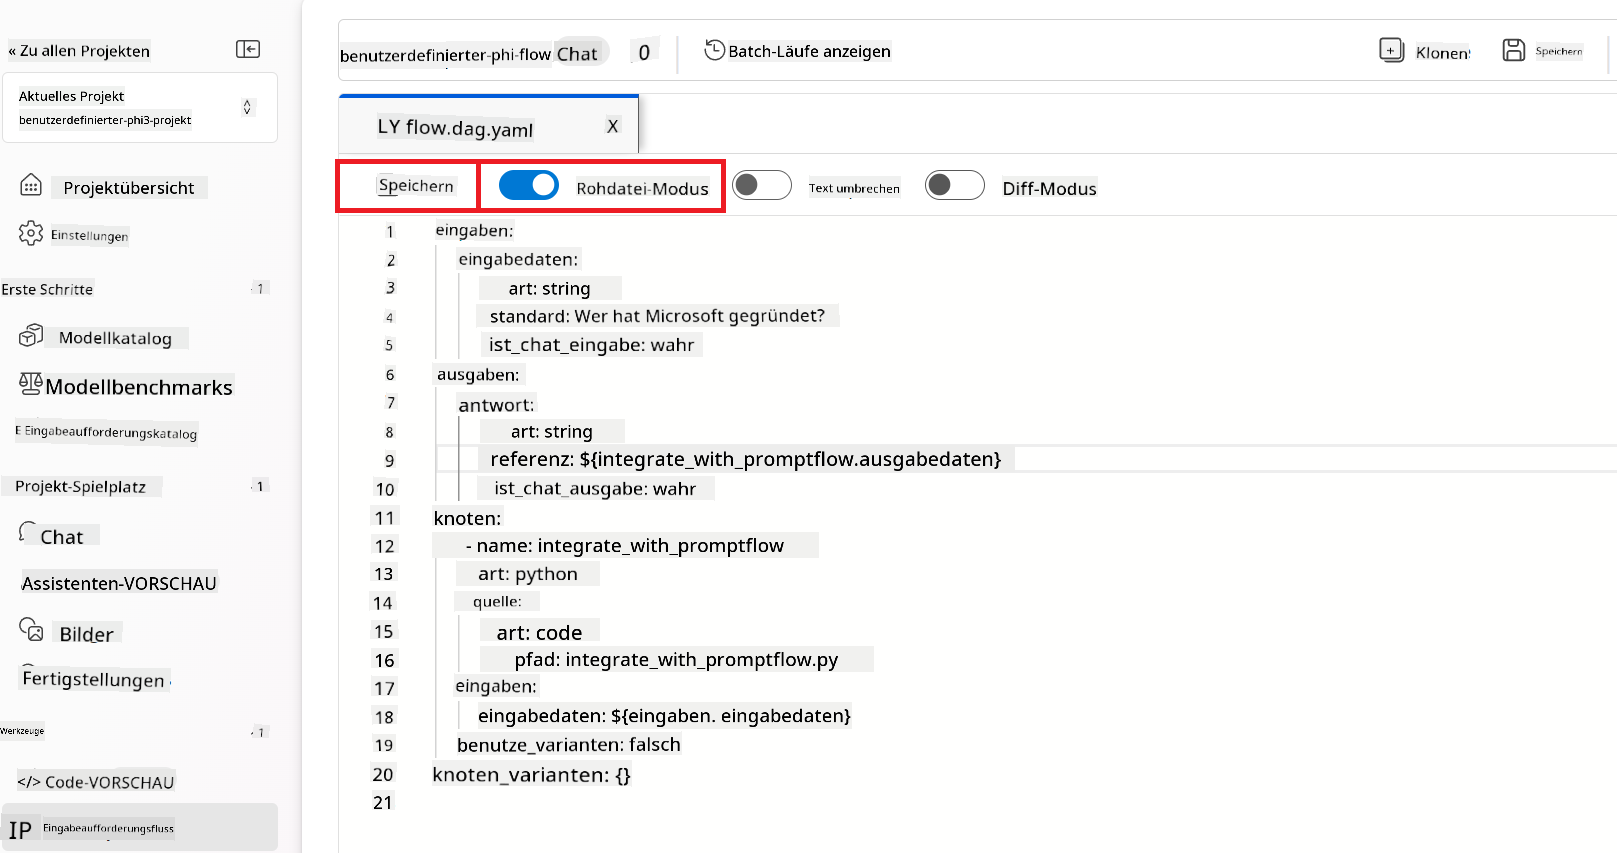 « Zu allen Projekten
Aktuelles Projekt
benutzerdefinierter-phi3-projekt
Projektübersicht
Einstellungen
Erste Schritte
1
Modellkatalog
Modellbenchmarks
E Eingabeaufforderungskatalog
Projekt-Spielplatz
1
Chat
Assistenten-VORSCHAU
Bilder
Fertigstellungen
Werkzeuge
1
</> Code-VORSCHAU
IP Eingabeaufforderungsfluss
benutzerdefinierter-phi-flow Chat 0 Batch-Läufe anzeigen Klonen Speichern
LY flow.dag.yaml X
Speichern Rohdatei-Modus Text umbrechen Diff-Modus
1 eingaben:
2 eingabedaten:
3 art: string
4 standard: Wer hat Microsoft gegründet?
5 ist_chat_eingabe: wahr
6 ausgaben:
7 antwort:
8 art: string
9 referenz: ${integrate_with_promptflow.ausgabedaten}
10 ist_chat_ausgabe: wahr
11 knoten:
12 - name: integrate_with_promptflow
13 art: python
14 quelle:
15 art: code
16 pfad: integrate_with_promptflow.py
17 eingaben:
18 eingabedaten: ${eingaben. eingabedaten}
19 benutze_varianten: falsch
20 knoten_varianten: {}
21